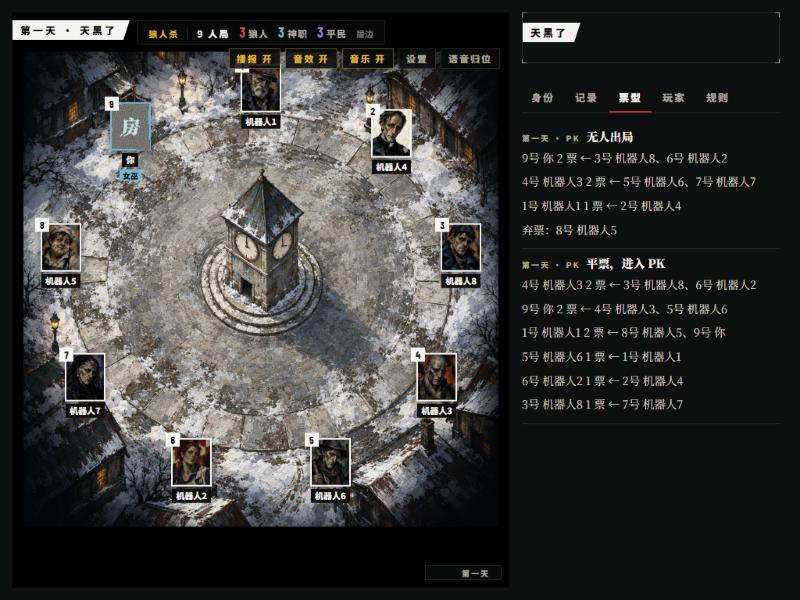 第一天 · 天黑了
狼人杀 9 人局 3 狼人 3 神职 3 平民 屠边
播报 开 音效 开 音乐 开 设置 语音归位
天黑了
身份 记录 票型 玩家 规则
第一天 · PK 无人出局
9号 你 2 票 ← 3号 机器人8、6号 机器人2
4号 机器人3 2 票 ← 5号 机器人6、7号 机器人7
1号 机器人1 1 票 ← 2号 机器人4
弃票: 8号 机器人5
第一天 · PK 平票, 进入 PK
4号 机器人3 2 票 ← 3号 机器人8、6号 机器人2
9号 你 2 票 ← 4号 机器人3、5号 机器人6
1号 机器人1 2 票 ← 8号 机器人5、9号 你
5号 机器人6 1 票 ← 1号 机器人1
6号 机器人2 1 票 ← 2号 机器人4
3号 机器人8 1 票 ← 7号 机器人7
机器人1
9
房
你
女巫
2
机器人4
8
机器人5
3
机器人8
7
机器人7
4
机器人3
6
机器人2
5
机器人6
第一天